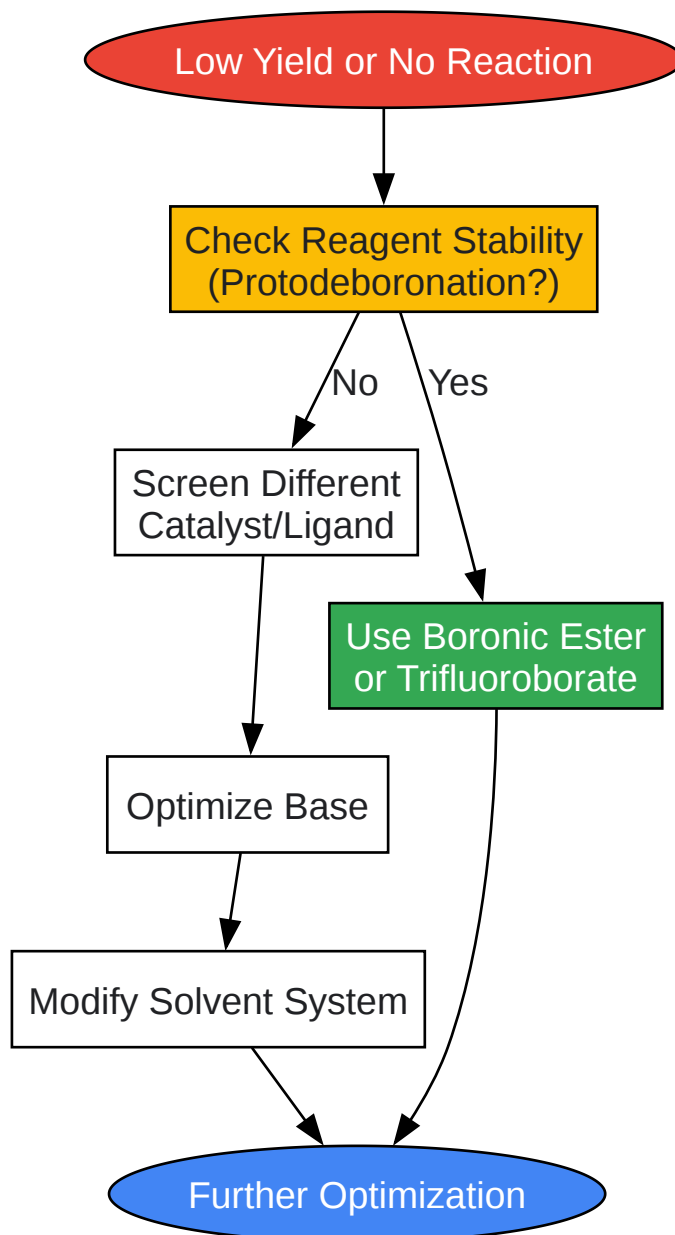 Low Yield or No Reaction
Check Reagent Stability
(Protodeboronation?)
No
Yes
Screen Different
Catalyst/Ligand
Use Boronic Ester
or Trifluoroborate
Optimize Base
Modify Solvent System
Further Optimization